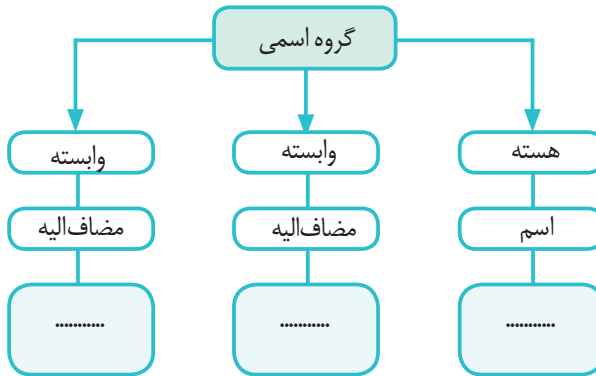 گروه اسمی
هسته
وابسته
وابسته
اسم
مضاف‌الیه
مضاف‌الیه
...........
...........
...........